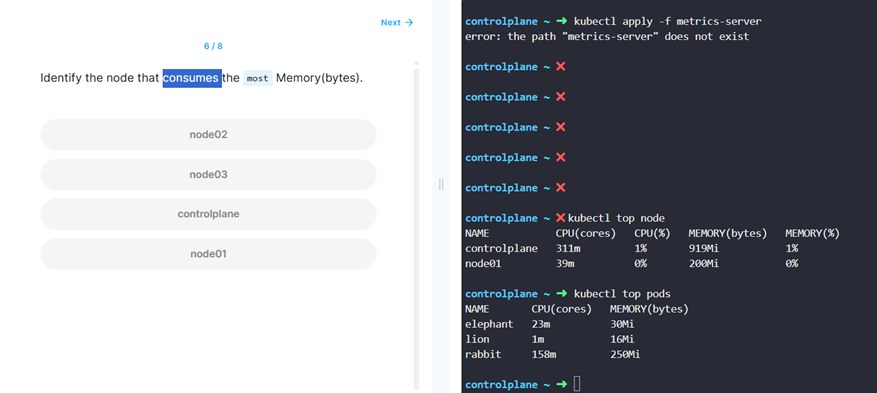 Next →
6 / 8
Identify the node that consumes the most Memory(bytes).
node02
node03
controlplane
node01
controlplane ~ ➜ kubectl apply -f metrics-server
error: the path "metrics-server" does not exist
controlplane ~ ✖
controlplane ~ ✖
controlplane ~ ✖
controlplane ~ ✖
controlplane ~ ✖
controlplane ~ ✖kubectl top node
NAME CPU(cores) CPU(%) MEMORY(bytes) MEMORY(%)
controlplane 311m 1% 919Mi 1%
node01 39m 0% 200Mi 0%
controlplane ~ ➜ kubectl top pods
NAME CPU(cores) MEMORY(bytes)
elephant 23m 30Mi
lion 1m 16Mi
rabbit 158m 250Mi
controlplane ~ ➜